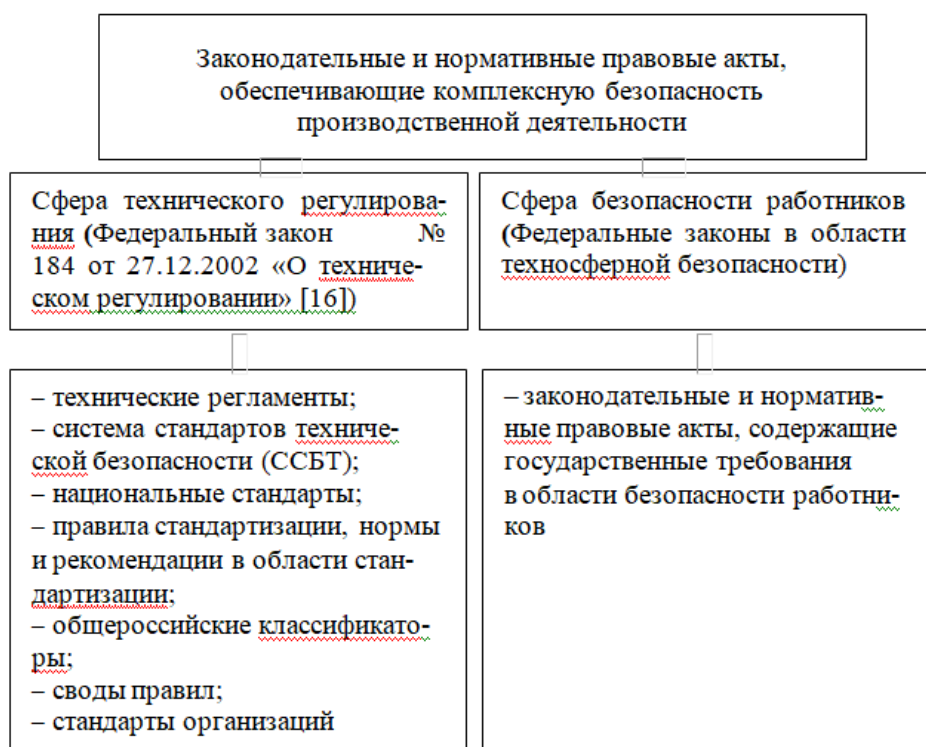 Законодательные и нормативные правовые акты,
обеспечивающие комплексную безопасность
производственной деятельности
Сфера технического регулирова-
ния (Федеральный закон №
184 от 27.12.2002 «О техниче-
ском регулировании» [16])
Сфера безопасности работников
(Федеральные законы в области
техносферной безопасности)
– технические регламенты;
– система стандартов техниче-
ской безопасности (ССБТ);
– национальные стандарты;
– правила стандартизации, нормы
и рекомендации в области стан-
дартизации;
– общероссийские классификато-
ры;
– своды правил;
– стандарты организаций
– законодательные и норматив-
ные правовые акты, содержащие
государственные требования
в области безопасности работни-
ков